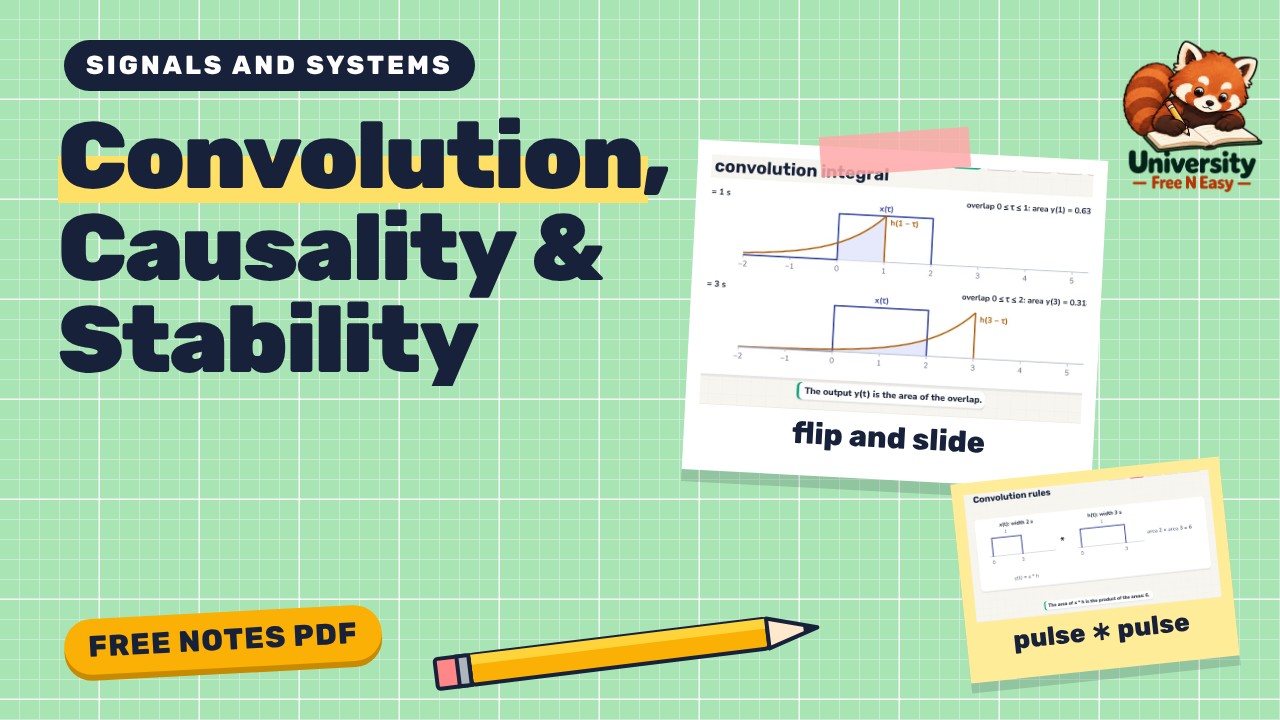 SIGNALS AND SYSTEMS
Convolution,
Causality &
Stability
FREE NOTES PDF
University
Free N Easy
convolution integral
= 1 s
overlap 0 ≤ τ ≤ 1: area y(1) = 0.63
x(τ)
h(1 − τ)
−2 −1 0 1 2 3 4 5
= 3 s
overlap 0 ≤ τ ≤ 2: area y(3) = 0.31
x(τ)
h(3 − τ)
−2 −1 0 1 2 3 4 5
The output y(t) is the area of the overlap.
flip and slide
Convolution rules
x(t): width 2 s
h(t): width 3 s
1
1
*
area 2 × area 3 = 6
0 2
0 3
y(t) = x * h
The area of x * h is the product of the areas: 6.
pulse * pulse